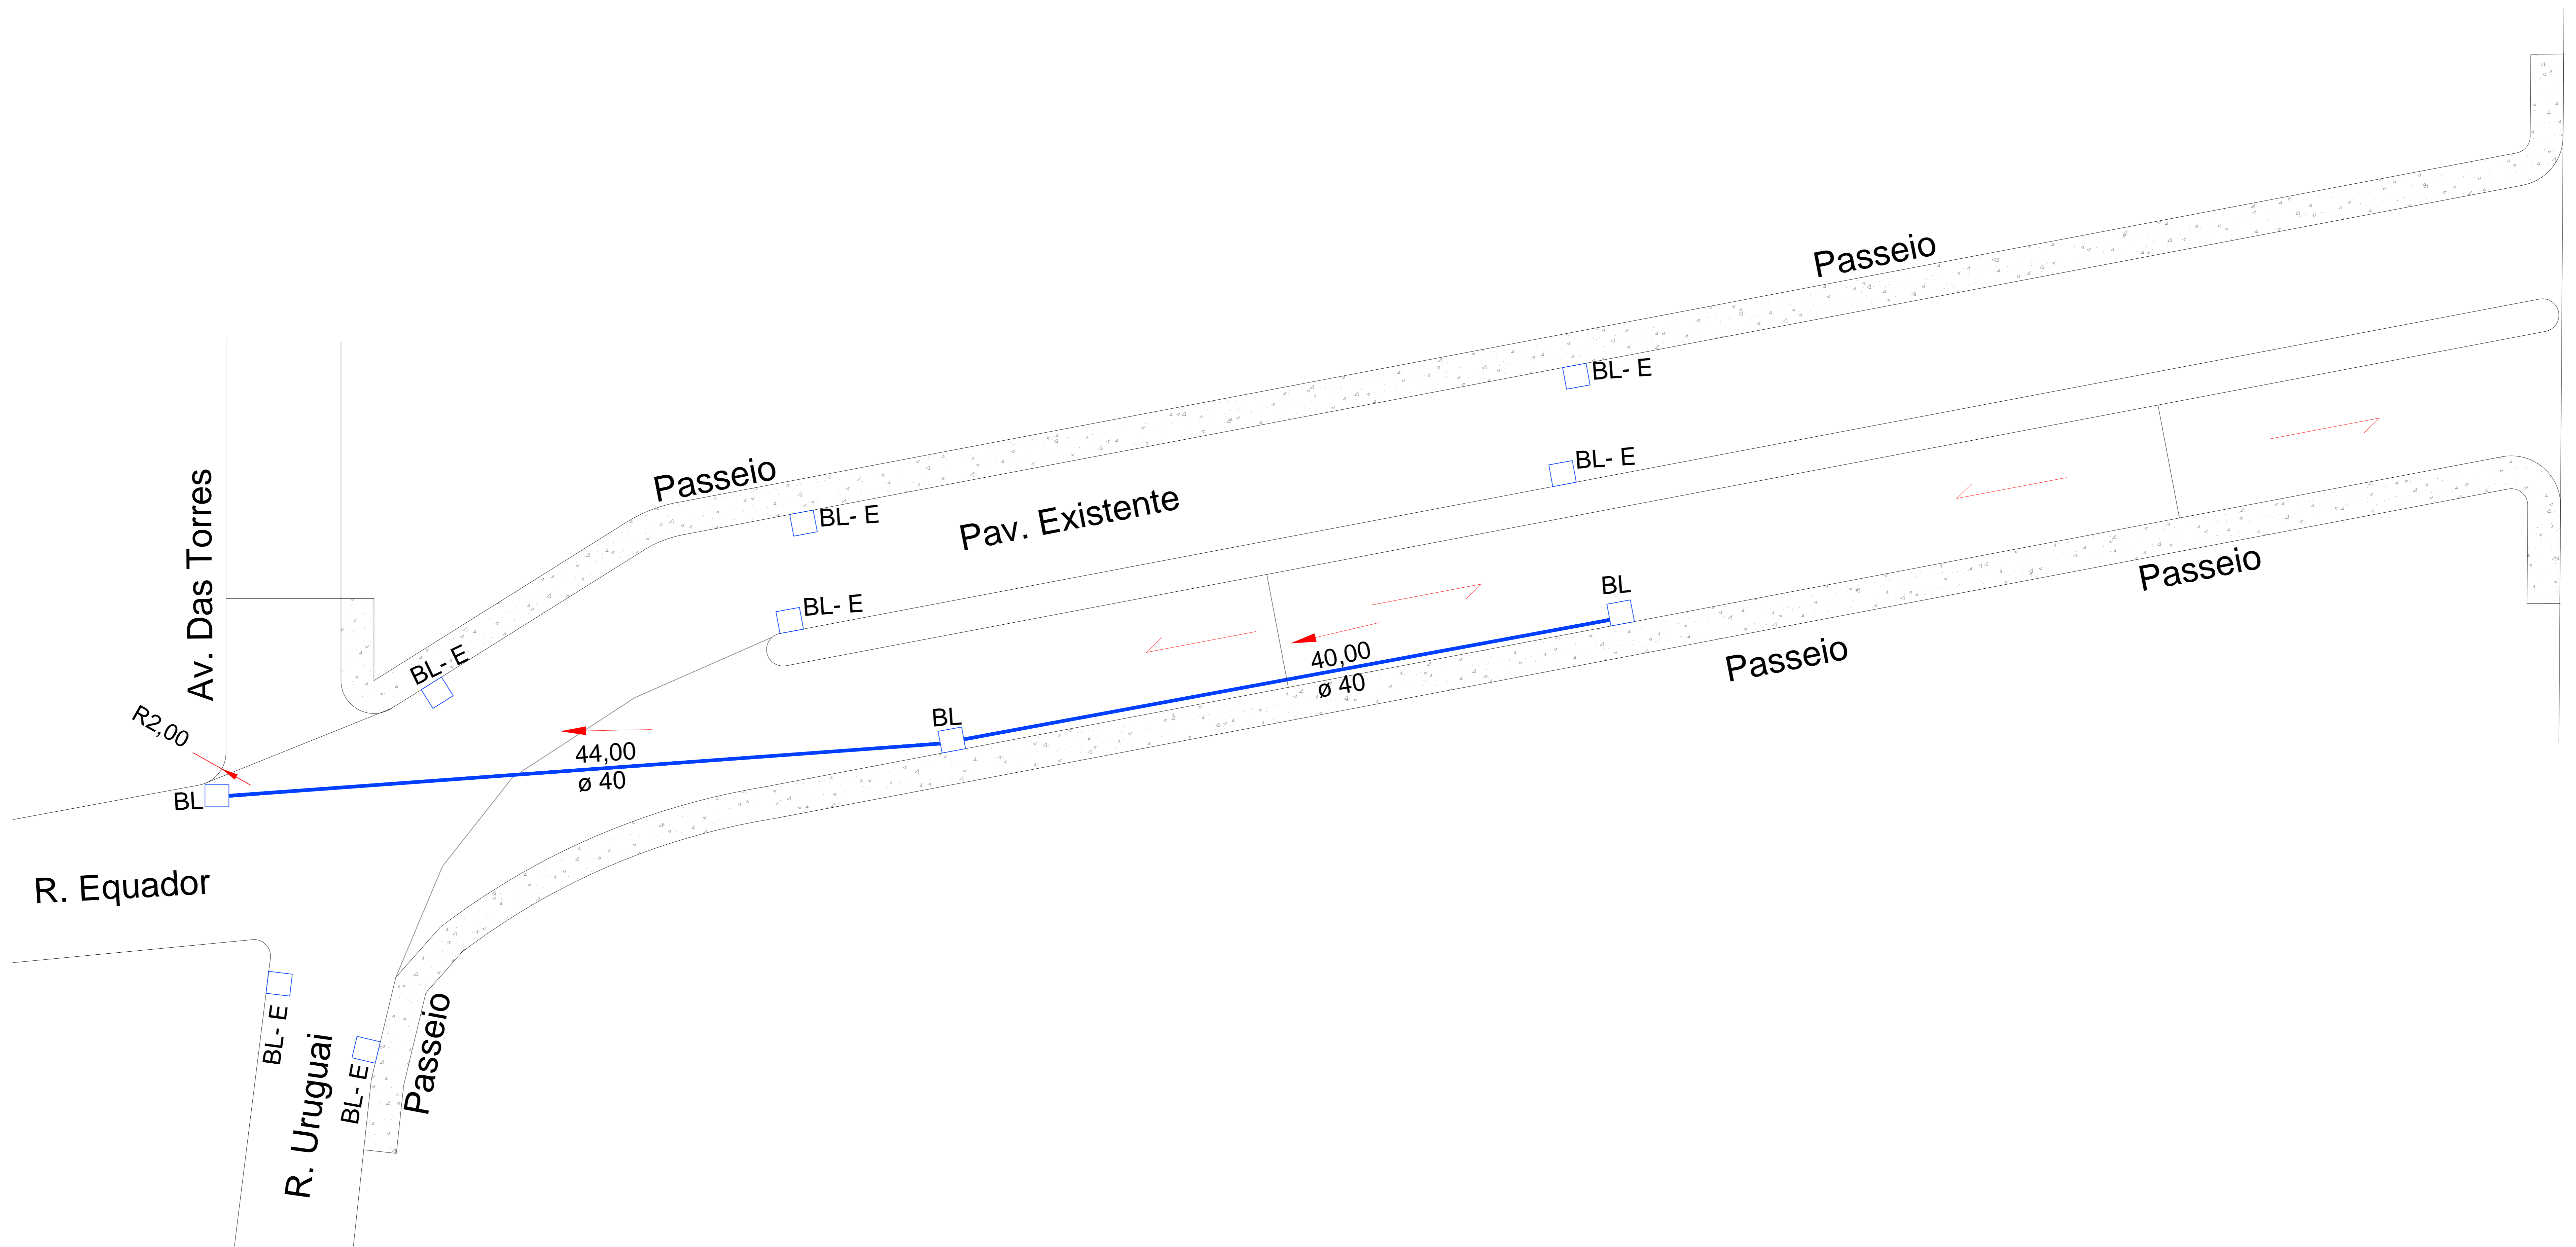 Passeio
BL- E
BL- E
Passeio
BL- E
Pav. Existente
Av. Das Torres
BL
Passeio
BL- E
40,00
ø 40
Passeio
BL- E
R2,00
BL
44,00
ø 40
BL
R. Equador
BL- E
R. Uruguai
BL- E
Passeio